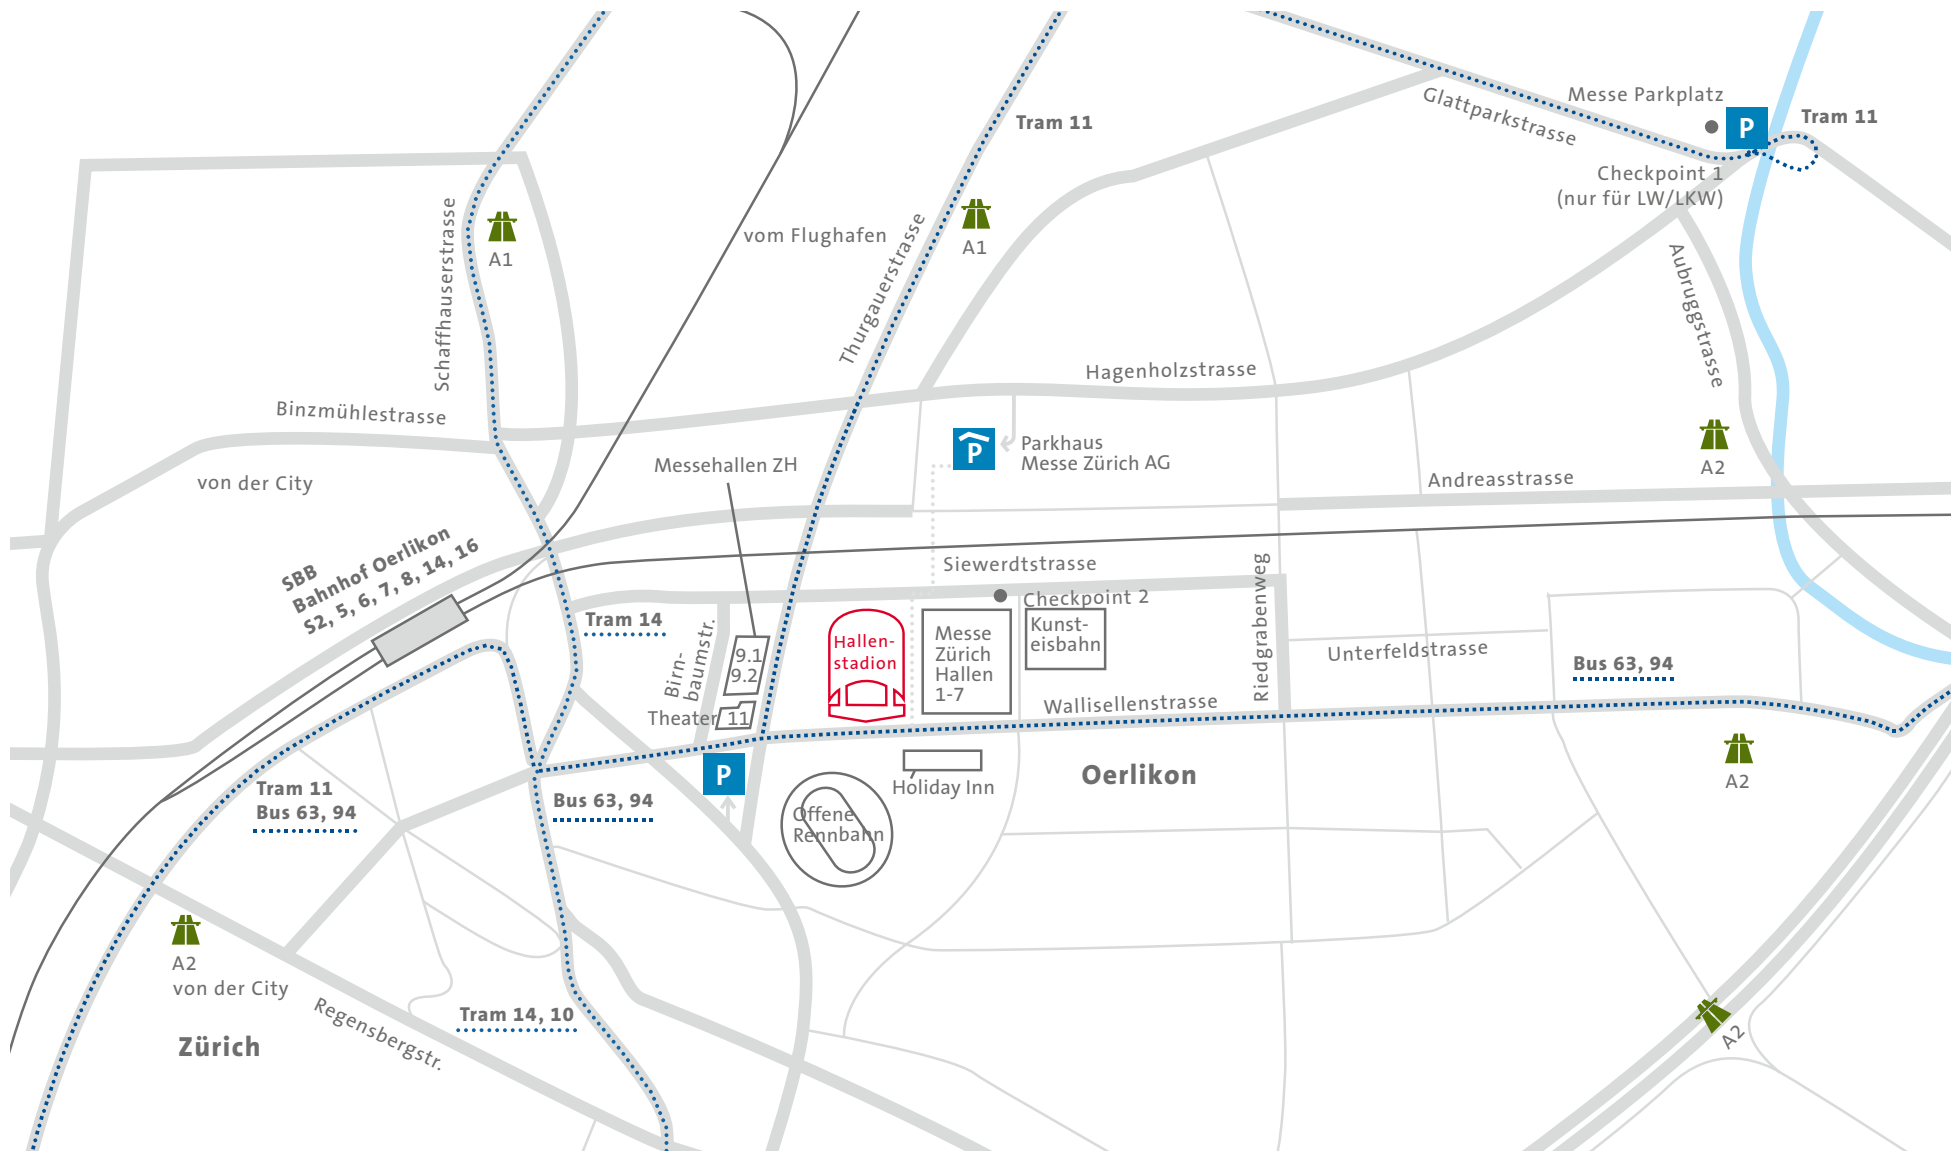 Messe Parkplatz
P
Tram 11
Tram 11
Glattparkstrasse
Checkpoint 1
(nur für LW/LKW)
Schaffhauserstrasse
A1
vom Flughafen
Thurgauerstrasse
A1
Aubruggstrasse
Hagenholzstrasse
Binzmühlestrasse
von der City
Messehallen ZH
P
Parkhaus
Messe Zürich AG
A2
Andreasstrasse
SBB
Bahnhof Oerlikon
S2, 5, 6, 7, 8, 14, 16
Siewerdtstrasse
Checkpoint 2
Tram 14
Birn-
baumstr.
9.1
9.2
Theater 11
Hallen-
stadion
Messe
Zürich
Hallen
1-7
Kunst-
eisbahn
Riedgrabenweg
Unterfeldstrasse
Bus 63, 94
Wallisellenstrasse
P
Tram 11
Bus 63, 94
Bus 63, 94
Offene
Rennbahn
Holiday Inn
Oerlikon
A2
A2
von der City
Zürich
Regensbergstr.
Tram 14, 10
A2